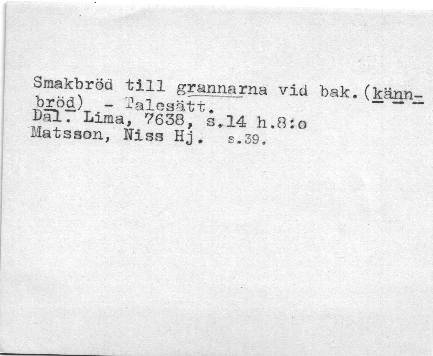 Smakbröd till grannarna vid bak.(känn-
bröd) - Talesätt.
Dal. Lima, 7638, s.14 h.8:o
Matsson, Niss Hj. s.39.